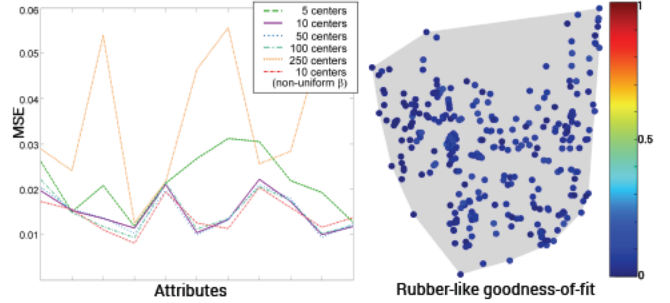 0.06
0.05
0.04
0.03
0.02
0.01
MSE
5 centers
10 centers
50 centers
100 centers
250 centers
10 centers
(non-uniform β)
Attributes
1
0.5
0
Rubber-like goodness-of-fit